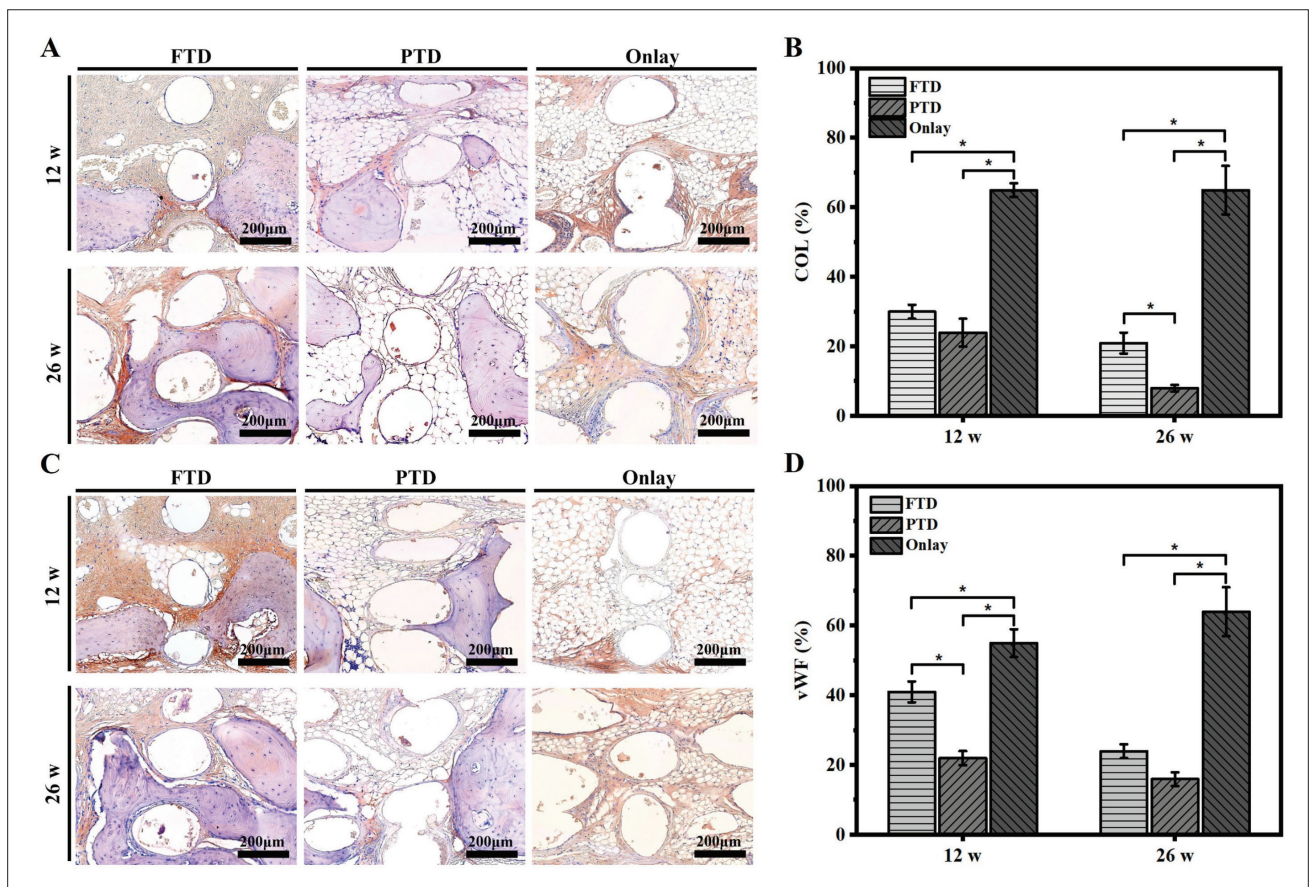 A
FTD PTD Onlay
12 w
200μm 200μm 200μm
26 w
200μm 200μm 200μm
B
100
80
60
40
20
0
COL (%)
FTD
PTD
Onlay
* * * * *
12 w 26 w
C
FTD PTD Onlay
12 w
200μm 200μm 200μm
26 w
200μm 200μm 200μm
D
100
80
60
40
20
0
vWF (%)
FTD
PTD
Onlay
* * * * *
12 w 26 w